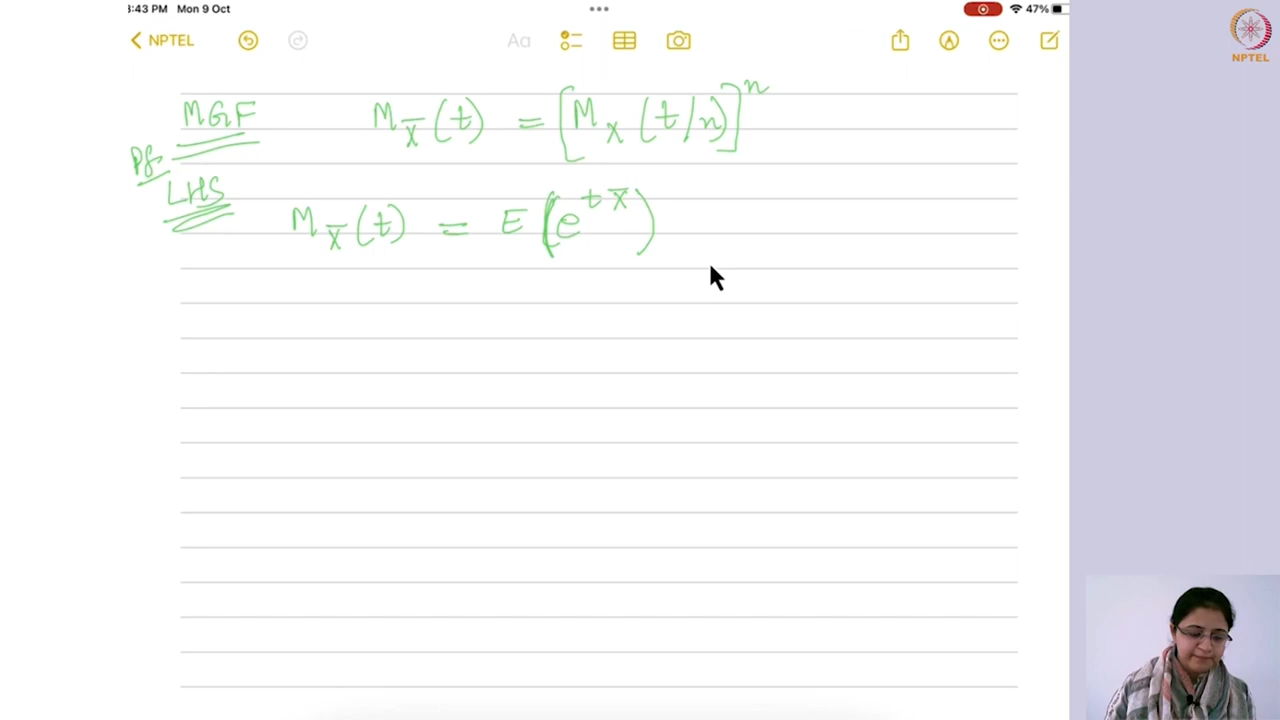 3:43 PM Mon 9 Oct 47%
NPTEL Aa
NPTEL
MGF M_X̄(t) = [M_X(t/n)]^n
Pf:
LHS
M_X̄(t) = E(e^{tX̄})